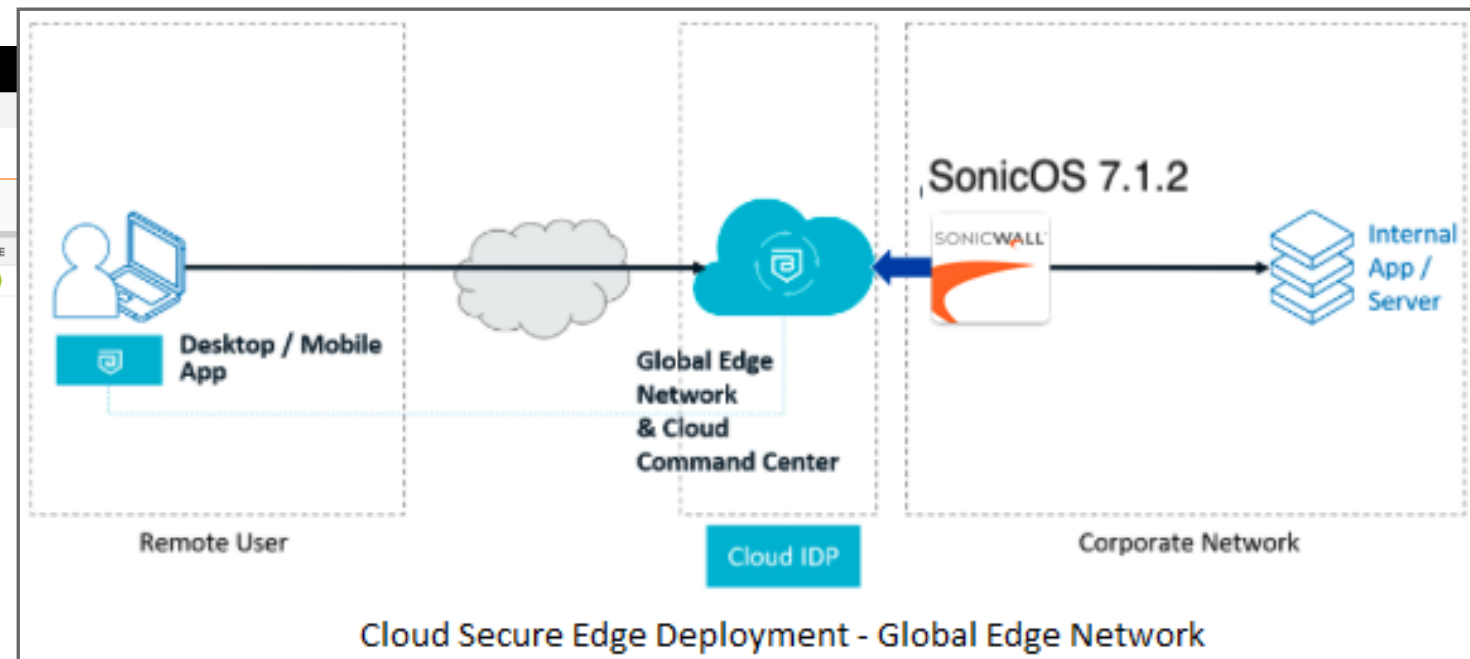 SonicOS 7.1.2
SONICWALL
Internal
App /
Server
Desktop / Mobile
App
Global Edge
Network
& Cloud
Command Center
Remote User
Cloud IDP
Corporate Network
Cloud Secure Edge Deployment - Global Edge Network